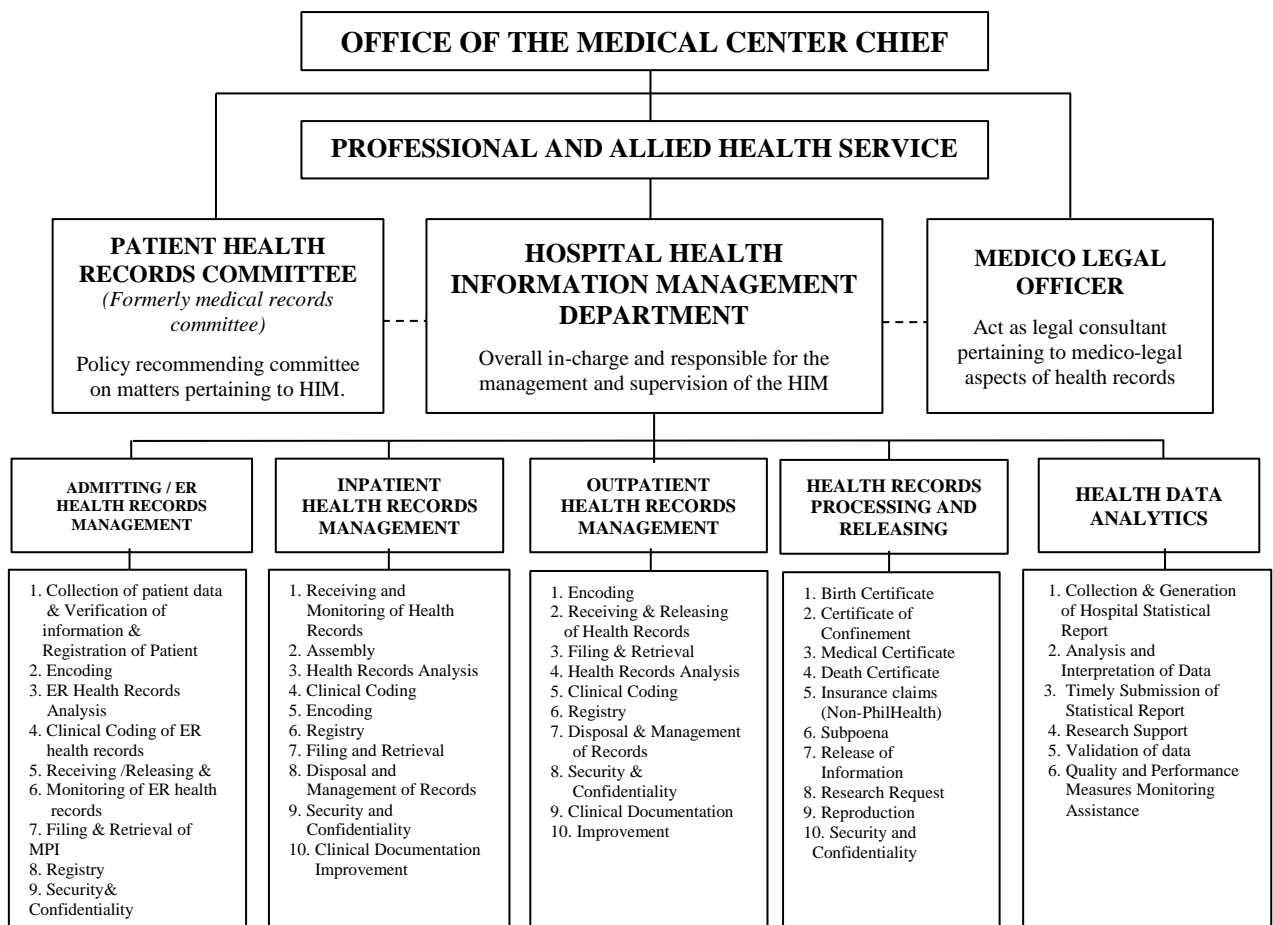 OFFICE OF THE MEDICAL CENTER CHIEF
PROFESSIONAL AND ALLIED HEALTH SERVICE
PATIENT HEALTH
RECORDS COMMITTEE
(Formerly medical records
committee)
Policy recommending committee
on matters pertaining to HIM.
HOSPITAL HEALTH
INFORMATION MANAGEMENT
DEPARTMENT
Overall in-charge and responsible for the
management and supervision of the HIM
MEDICO LEGAL
OFFICER
Act as legal consultant
pertaining to medico-legal
aspects of health records
ADMITTING / ER
HEALTH RECORDS
MANAGEMENT
1. Collection of patient data
& Verification of
information &
Registration of Patient
2. Encoding
3. ER Health Records
Analysis
4. Clinical Coding of ER
health records
5. Receiving /Releasing &
6. Monitoring of ER health
records
7. Filing & Retrieval of
MPI
8. Registry
9. Security&
Confidentiality
INPATIENT
HEALTH RECORDS
MANAGEMENT
1. Receiving and
Monitoring of Health
Records
2. Assembly
3. Health Records Analysis
4. Clinical Coding
5. Encoding
6. Registry
7. Filing and Retrieval
8. Disposal and
Management of Records
9. Security and
Confidentiality
10. Clinical Documentation
Improvement
OUTPATIENT
HEALTH RECORDS
MANAGEMENT
1. Encoding
2. Receiving & Releasing
of Health Records
3. Filing & Retrieval
4. Health Records Analysis
5. Clinical Coding
6. Registry
7. Disposal & Management
of Records
8. Security &
Confidentiality
9. Clinical Documentation
10. Improvement
HEALTH RECORDS
PROCESSING AND
RELEASING
1. Birth Certificate
2. Certificate of
Confinement
3. Medical Certificate
4. Death Certificate
5. Insurance claims
(Non-PhilHealth)
6. Subpoena
7. Release of
Information
8. Research Request
9. Reproduction
10. Security and
Confidentiality
HEALTH DATA
ANALYTICS
1. Collection & Generation
of Hospital Statistical
Report
2. Analysis and
Interpretation of Data
3. Timely Submission of
Statistical Report
4. Research Support
5. Validation of data
6. Quality and Performance
Measures Monitoring
Assistance